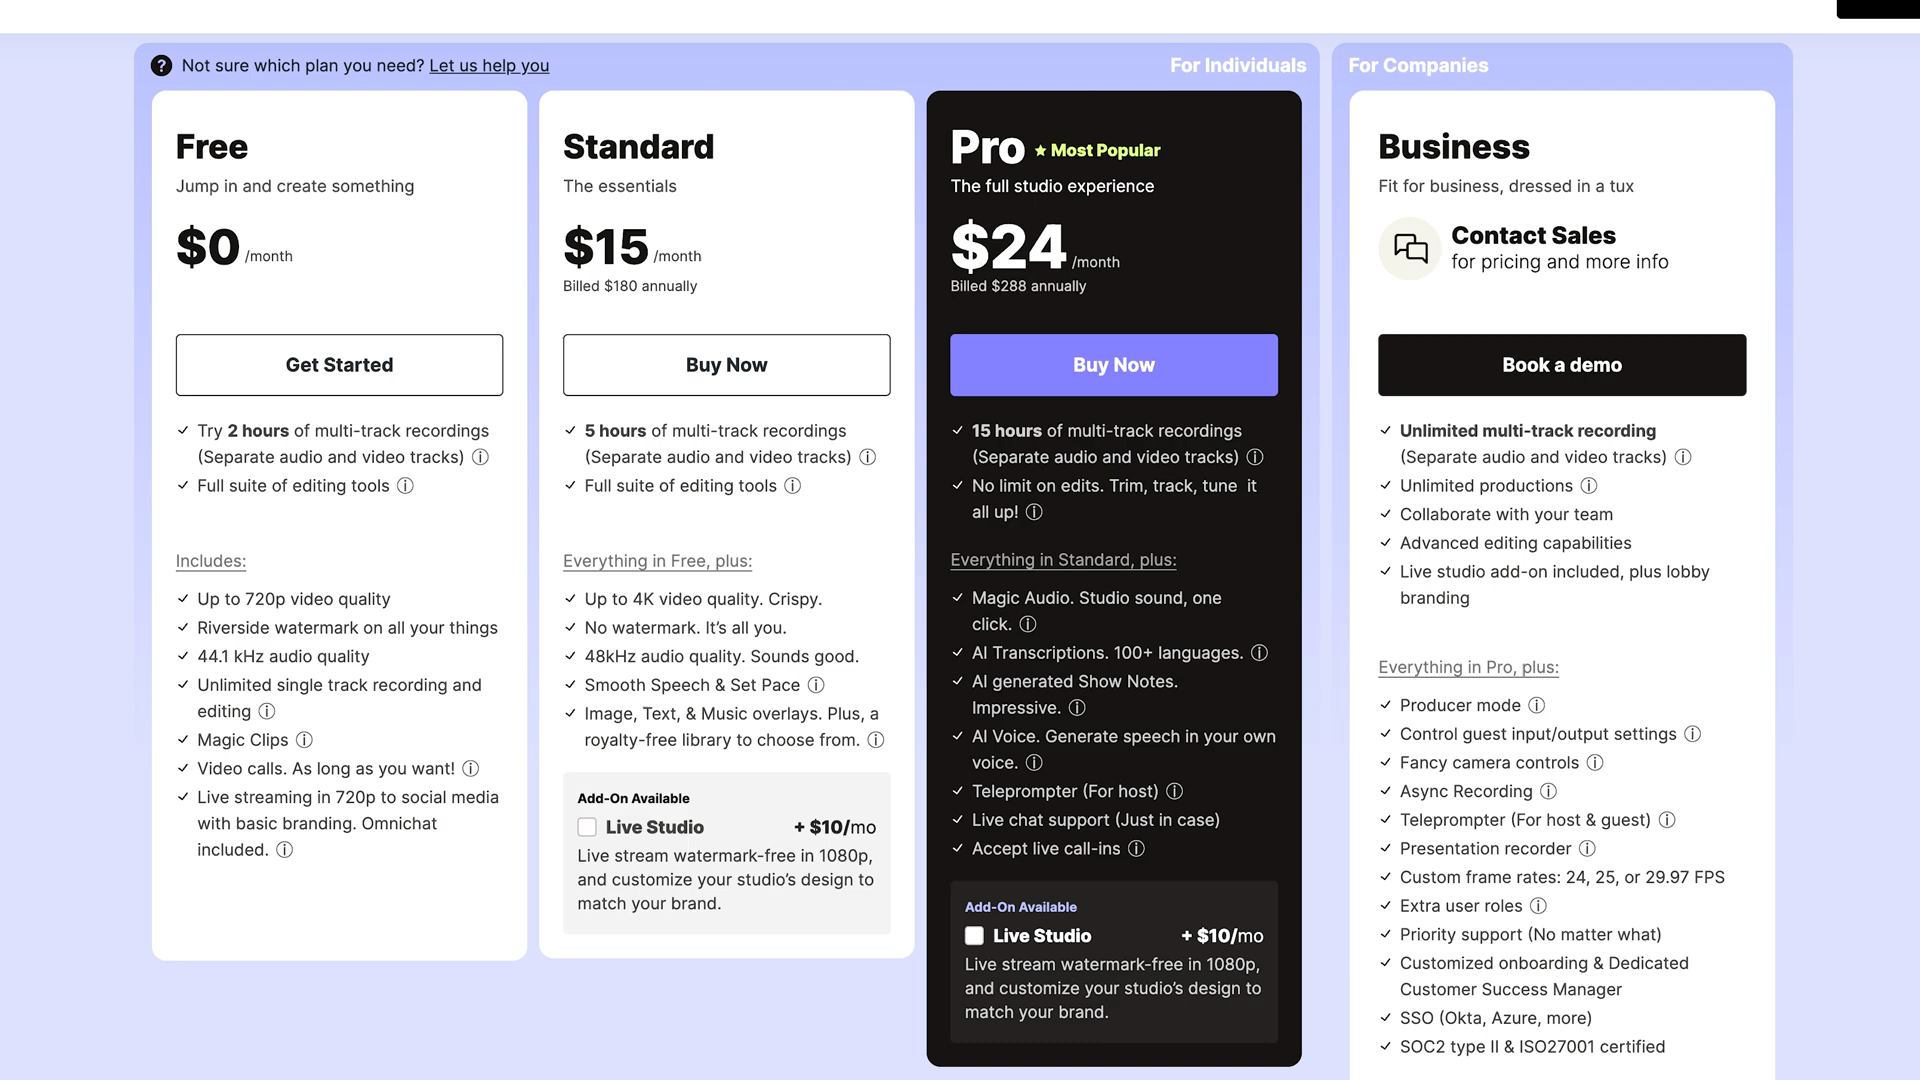 Not sure which plan you need? Let us help you
For Individuals
For Companies
Free
Jump in and create something
$0 /month
Get Started
Try 2 hours of multi-track recordings
(Separate audio and video tracks)
Full suite of editing tools
Includes:
Up to 720p video quality
Riverside watermark on all your things
44.1 kHz audio quality
Unlimited single track recording and
editing
Magic Clips
Video calls. As long as you want!
Live streaming in 720p to social media
with basic branding. Omnichat
included.
Standard
The essentials
$15 /month
Billed $180 annually
Buy Now
5 hours of multi-track recordings
(Separate audio and video tracks)
Full suite of editing tools
Everything in Free, plus:
Up to 4K video quality. Crispy.
No watermark. It’s all you.
48kHz audio quality. Sounds good.
Smooth Speech & Set Pace
Image, Text, & Music overlays. Plus, a
royalty-free library to choose from.
Add-On Available
Live Studio + $10/mo
Live stream watermark-free in 1080p,
and customize your studio’s design to
match your brand.
Pro ★ Most Popular
The full studio experience
$24 /month
Billed $288 annually
Buy Now
15 hours of multi-track recordings
(Separate audio and video tracks)
No limit on edits. Trim, track, tune it
all up!
Everything in Standard, plus:
Magic Audio. Studio sound, one
click.
AI Transcriptions. 100+ languages.
AI generated Show Notes.
Impressive.
AI Voice. Generate speech in your own
voice.
Teleprompter (For host)
Live chat support (Just in case)
Accept live call-ins
Add-On Available
Live Studio + $10/mo
Live stream watermark-free in 1080p,
and customize your studio’s design to
match your brand.
Business
Fit for business, dressed in a tux
Contact Sales
for pricing and more info
Book a demo
Unlimited multi-track recording
(Separate audio and video tracks)
Unlimited productions
Collaborate with your team
Advanced editing capabilities
Live studio add-on included, plus lobby
branding
Everything in Pro, plus:
Producer mode
Control guest input/output settings
Fancy camera controls
Async Recording
Teleprompter (For host & guest)
Presentation recorder
Custom frame rates: 24, 25, or 29.97 FPS
Extra user roles
Priority support (No matter what)
Customized onboarding & Dedicated
Customer Success Manager
SSO (Okta, Azure, more)
SOC2 type II & ISO27001 certified